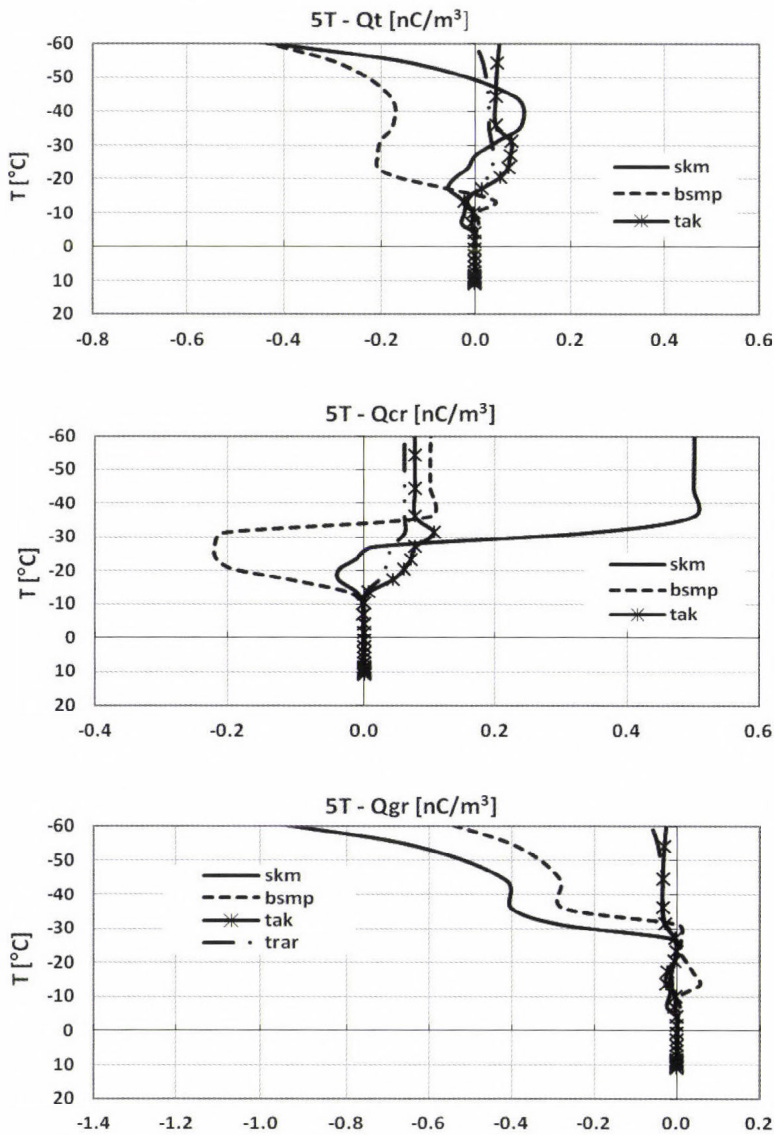 5T - Qt [nC/m³]
-60
-50
-40
-30
-20
-10
0
10
20
T [°C]
skm
bsmp
tak
-0.8 -0.6 -0.4 -0.2 0.0 0.2 0.4 0.6
5T - Qcr [nC/m³]
-60
-50
-40
-30
-20
-10
0
10
20
T [°C]
skm
bsmp
tak
-0.4 -0.2 0.0 0.2 0.4 0.6
5T - Qgr [nC/m³]
-60
-50
-40
-30
-20
-10
0
10
20
T [°C]
skm
bsmp
tak
trar
-1.4 -1.2 -1.0 -0.8 -0.6 -0.4 -0.2 0.0 0.2